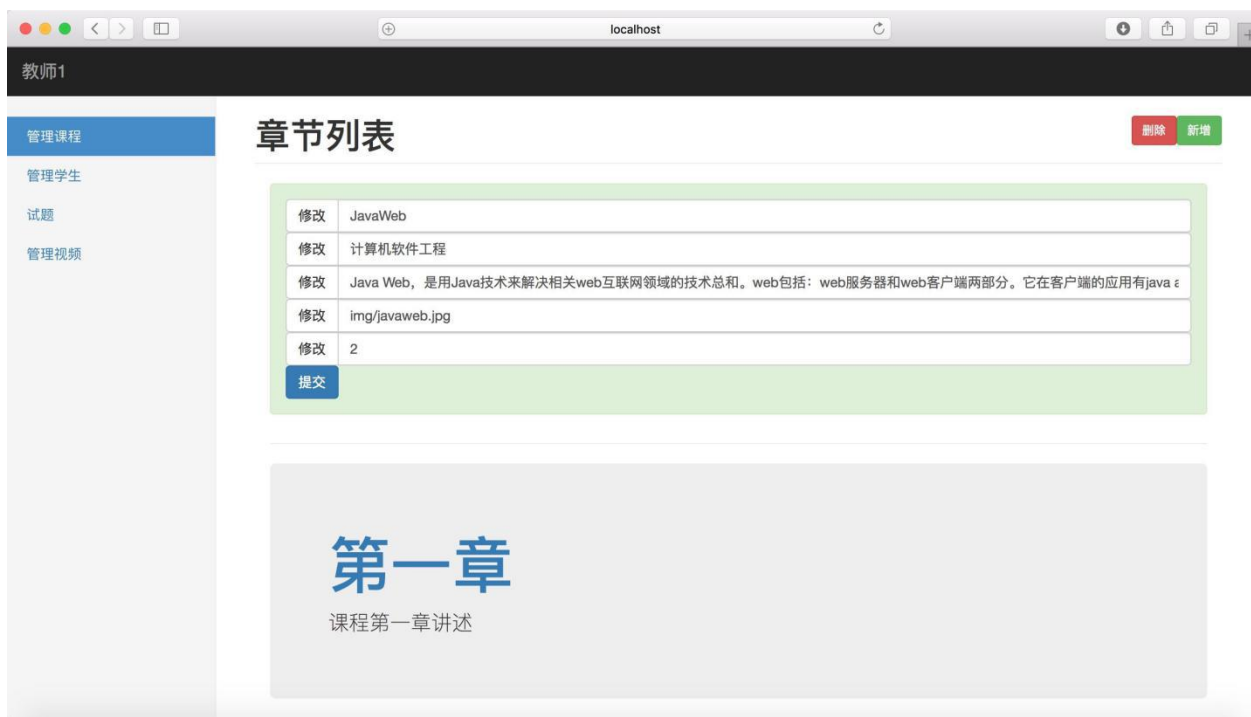 localhost
教师1
管理课程
管理学生
试题
管理视频
章节列表
删除 新增
修改 JavaWeb
修改 计算机软件工程
修改 Java Web，是用Java技术来解决相关web互联网领域的技术总和。web包括：web服务器和web客户端两部分。它在客户端的应用有java a
修改 img/javaweb.jpg
修改 2
提交
第一章
课程第一章讲述